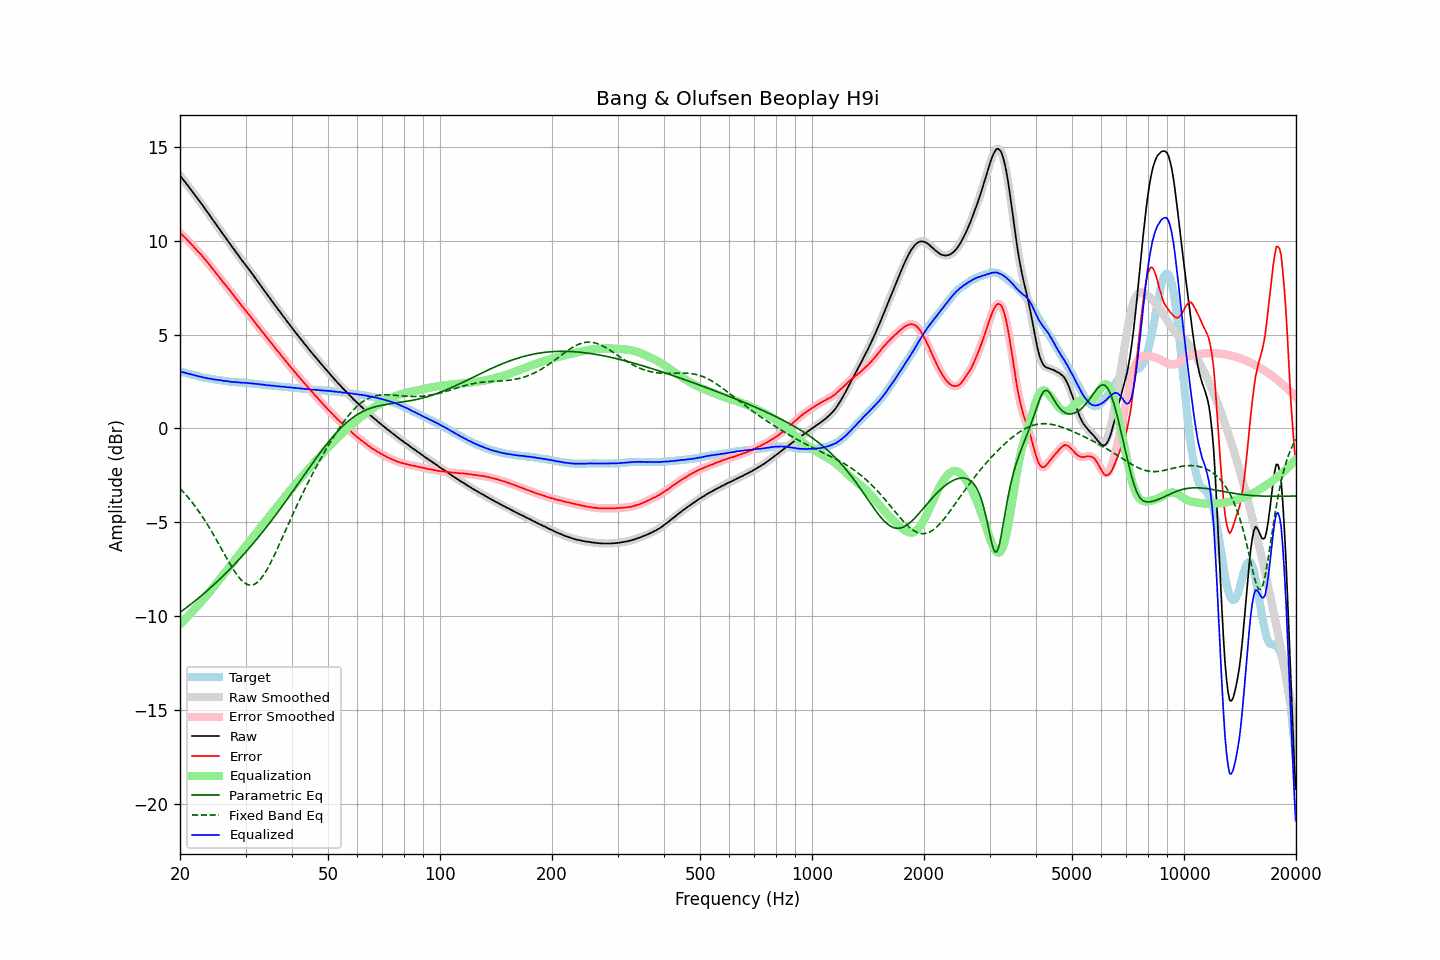 Bang & Olufsen Beoplay H9i
Amplitude (dBr)
15
10
5
0
−5
−10
−15
−20
Target
Raw Smoothed
Error Smoothed
Raw
Error
Equalization
Parametric Eq
Fixed Band Eq
Equalized
20 50 100 200 500 1000 2000 5000 10000 20000
Frequency (Hz)